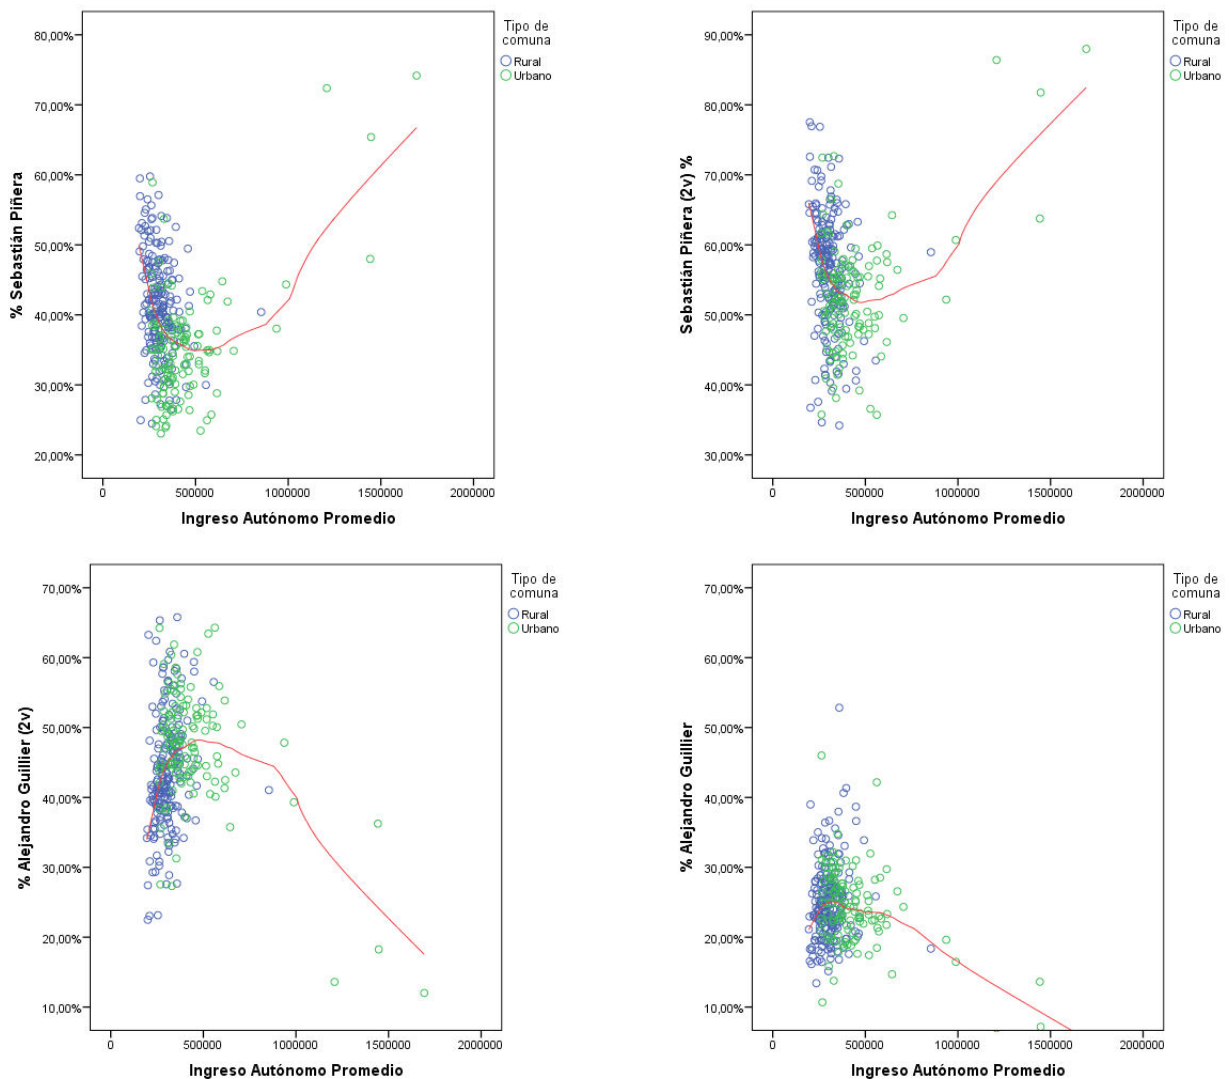 Tipo de
comuna
Rural
Urbano
80,00%
70,00%
60,00%
50,00%
40,00%
30,00%
20,00%
% Sebastián Piñera
0 500000 1000000 1500000 2000000
Ingreso Autónomo Promedio
Tipo de
comuna
Rural
Urbano
90,00%
80,00%
70,00%
60,00%
50,00%
40,00%
30,00%
Sebastián Piñera (2v) %
0 500000 1000000 1500000 2000000
Ingreso Autónomo Promedio
Tipo de
comuna
Rural
Urbano
70,00%
60,00%
50,00%
40,00%
30,00%
20,00%
10,00%
% Alejandro Guillier (2v)
0 500000 1000000 1500000 2000000
Ingreso Autónomo Promedio
Tipo de
comuna
Rural
Urbano
70,00%
60,00%
50,00%
40,00%
30,00%
20,00%
10,00%
% Alejandro Guillier
0 500000 1000000 1500000 2000000
Ingreso Autónomo Promedio